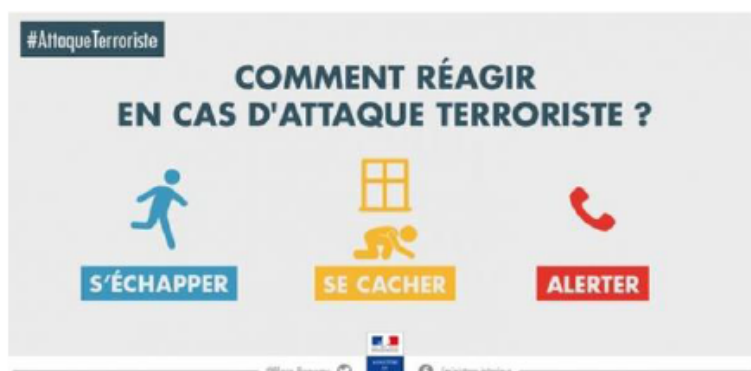 #AttaqueTerroriste
COMMENT RÉAGIR
EN CAS D'ATTAQUE TERRORISTE ?
S'ÉCHAPPER
SE CACHER
ALERTER